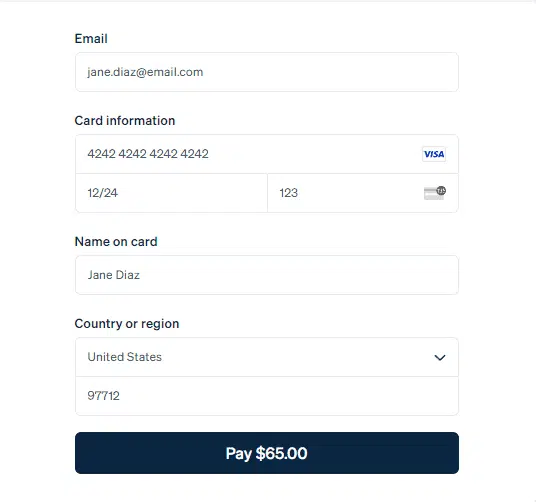 Email
jane.diaz@email.com
Card information
4242 4242 4242 4242 VISA
12/24 123
Name on card
Jane Diaz
Country or region
United States
97712
Pay $65.00